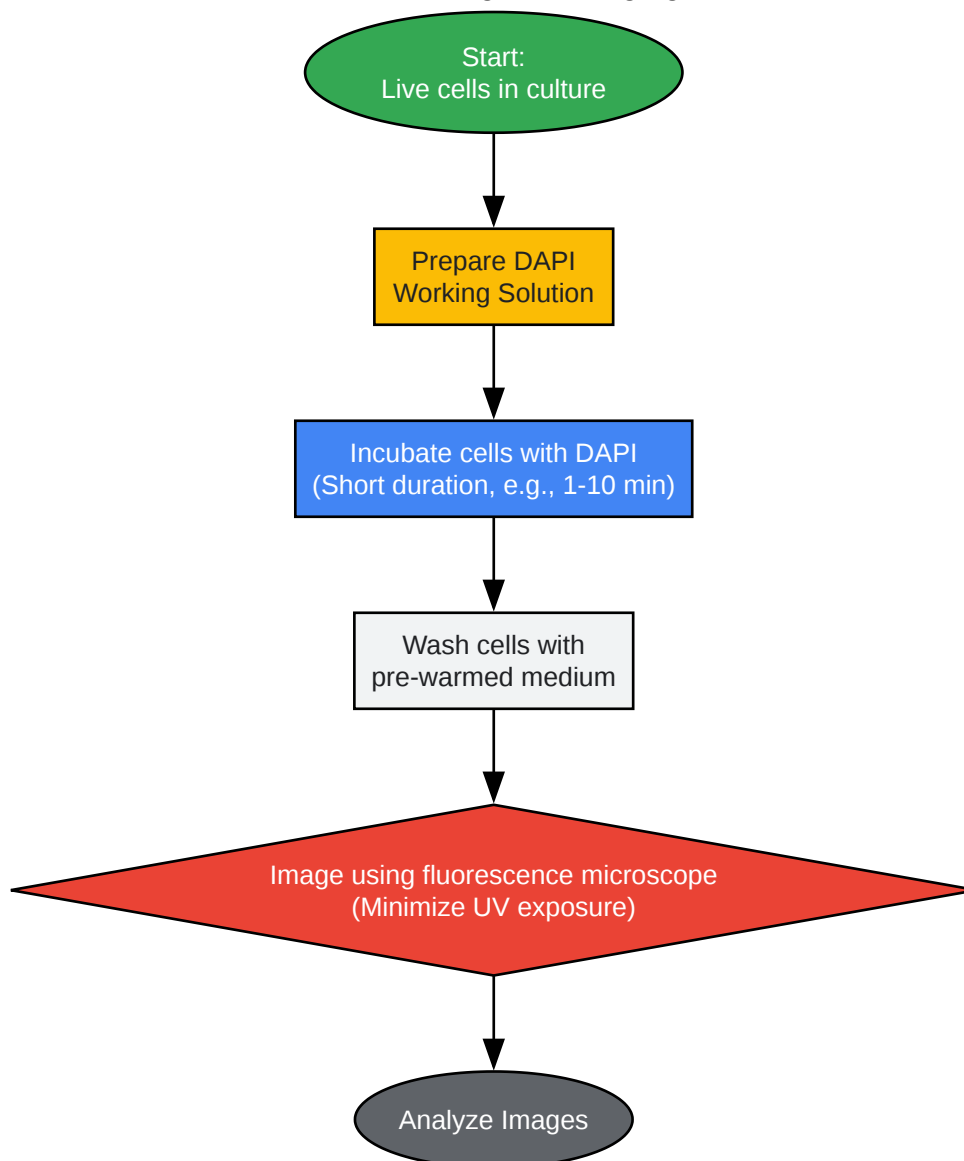 Start:
Live cells in culture
Prepare DAPI
Working Solution
Incubate cells with DAPI
(Short duration, e.g., 1-10 min)
Wash cells with
pre-warmed medium
Image using fluorescence microscope
(Minimize UV exposure)
Analyze Images